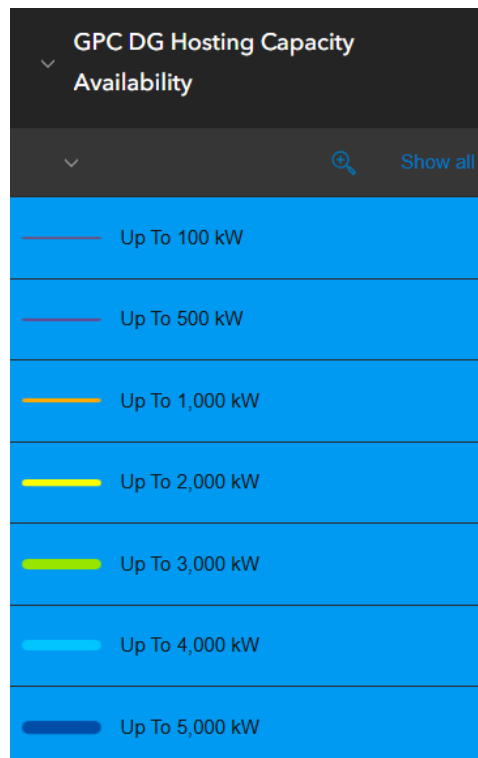 GPC DG Hosting Capacity
Availability
Show all
Up To 100 kW
Up To 500 kW
Up To 1,000 kW
Up To 2,000 kW
Up To 3,000 kW
Up To 4,000 kW
Up To 5,000 kW